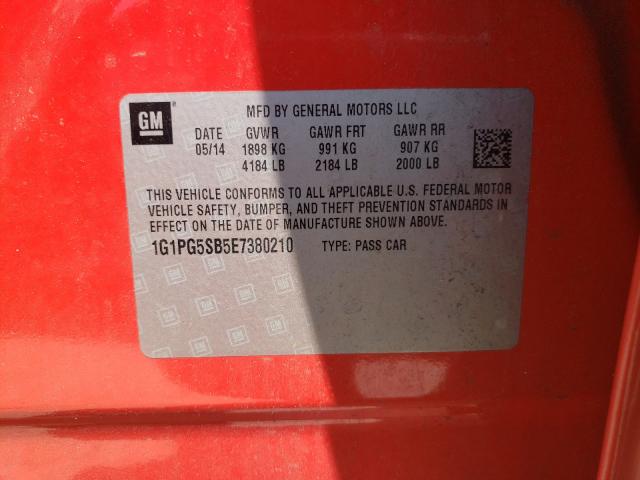 GM
MFD BY GENERAL MOTORS LLC
DATE GVWR GAWR FRT GAWR RR
05/14 1898 KG 991 KG 907 KG
4184 LB 2184 LB 2000 LB
THIS VEHICLE CONFORMS TO ALL APPLICABLE U.S. FEDERAL MOTOR
VEHICLE SAFETY, BUMPER, AND THEFT PREVENTION STANDARDS IN
EFFECT ON THE DATE OF MANUFACTURE SHOWN ABOVE.
1G1PG5SB5E7380210 TYPE: PASS CAR